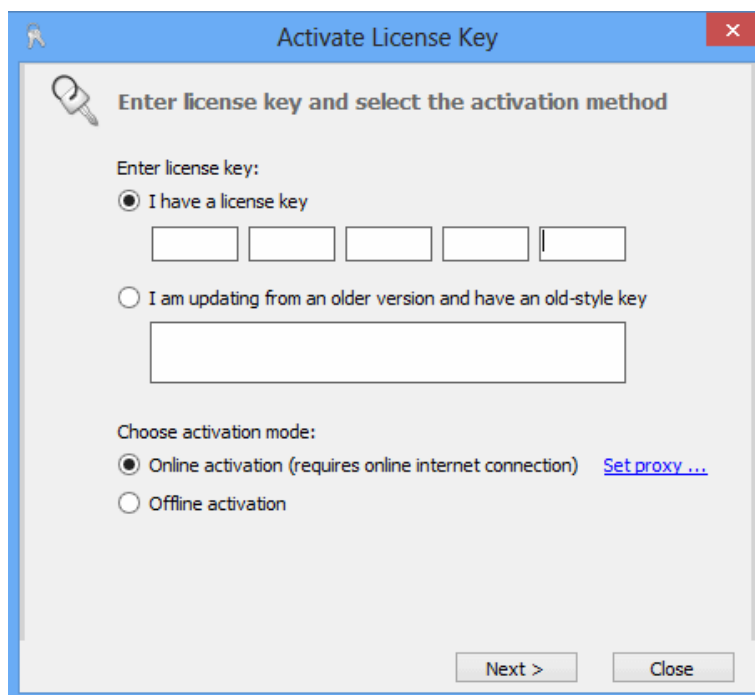 Activate License Key
Enter license key and select the activation method
Enter license key:
I have a license key
I am updating from an older version and have an old-style key
Choose activation mode:
Online activation (requires online internet connection) Set proxy ...
Offline activation
Next > Close